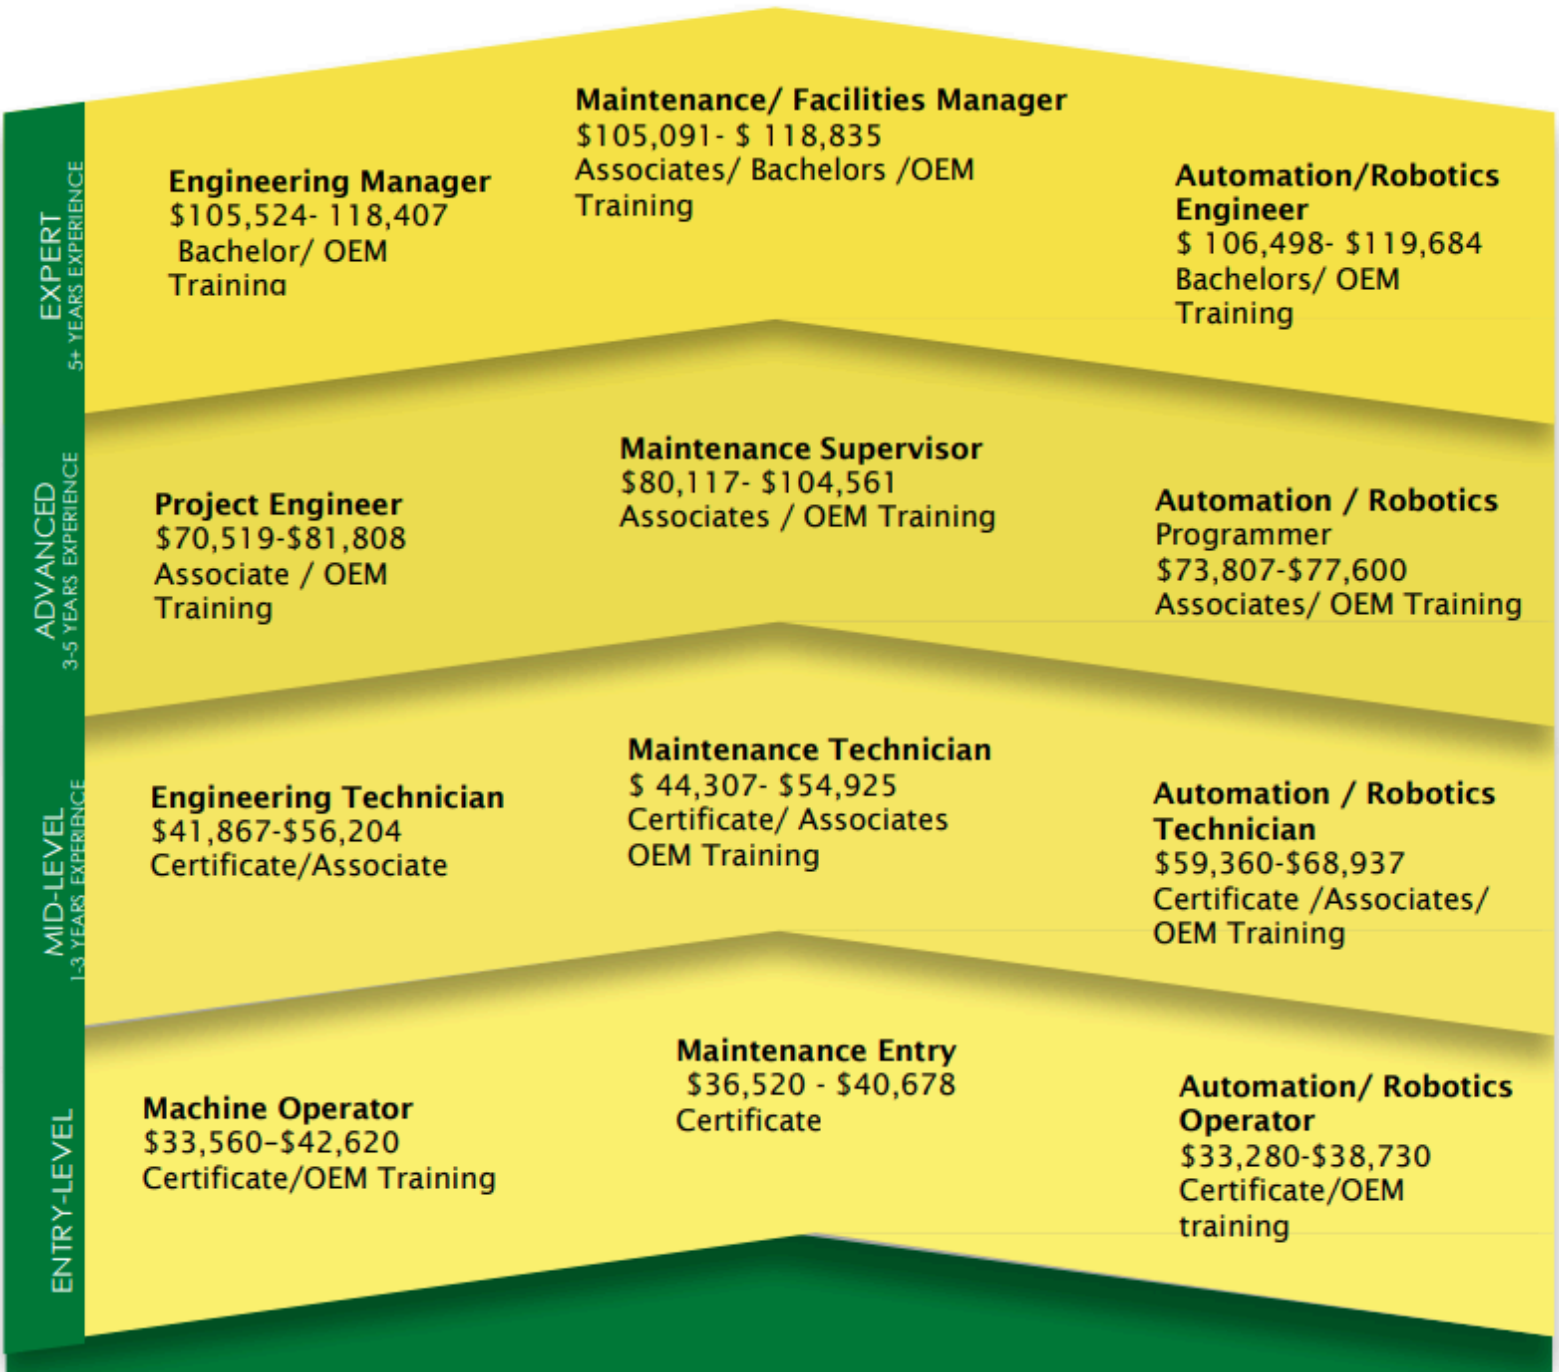 EXPERT
5+ YEARS EXPERIENCE
Engineering Manager
$105,524- 118,407
Bachelor/ OEM
Training
Maintenance/ Facilities Manager
$105,091- $ 118,835
Associates/ Bachelors /OEM
Training
Automation/Robotics
Engineer
$ 106,498- $119,684
Bachelors/ OEM
Training
ADVANCED
3-5 YEARS EXPERIENCE
Project Engineer
$70,519-$81,808
Associate / OEM
Training
Maintenance Supervisor
$80,117- $104,561
Associates / OEM Training
Automation / Robotics
Programmer
$73,807-$77,600
Associates/ OEM Training
MID-LEVEL
1-3 YEARS EXPERIENCE
Engineering Technician
$41,867-$56,204
Certificate/Associate
Maintenance Technician
$ 44,307- $54,925
Certificate/ Associates
OEM Training
Automation / Robotics
Technician
$59,360-$68,937
Certificate /Associates/
OEM Training
ENTRY-LEVEL
Machine Operator
$33,560–$42,620
Certificate/OEM Training
Maintenance Entry
$36,520 - $40,678
Certificate
Automation/ Robotics
Operator
$33,280-$38,730
Certificate/OEM
training